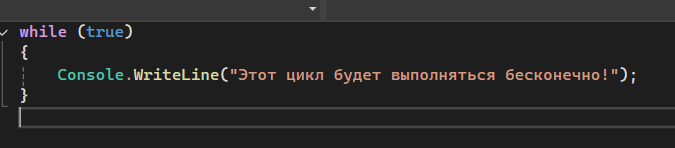 while (true)
{
Console.WriteLine("Этот цикл будет выполняться бесконечно!");
}